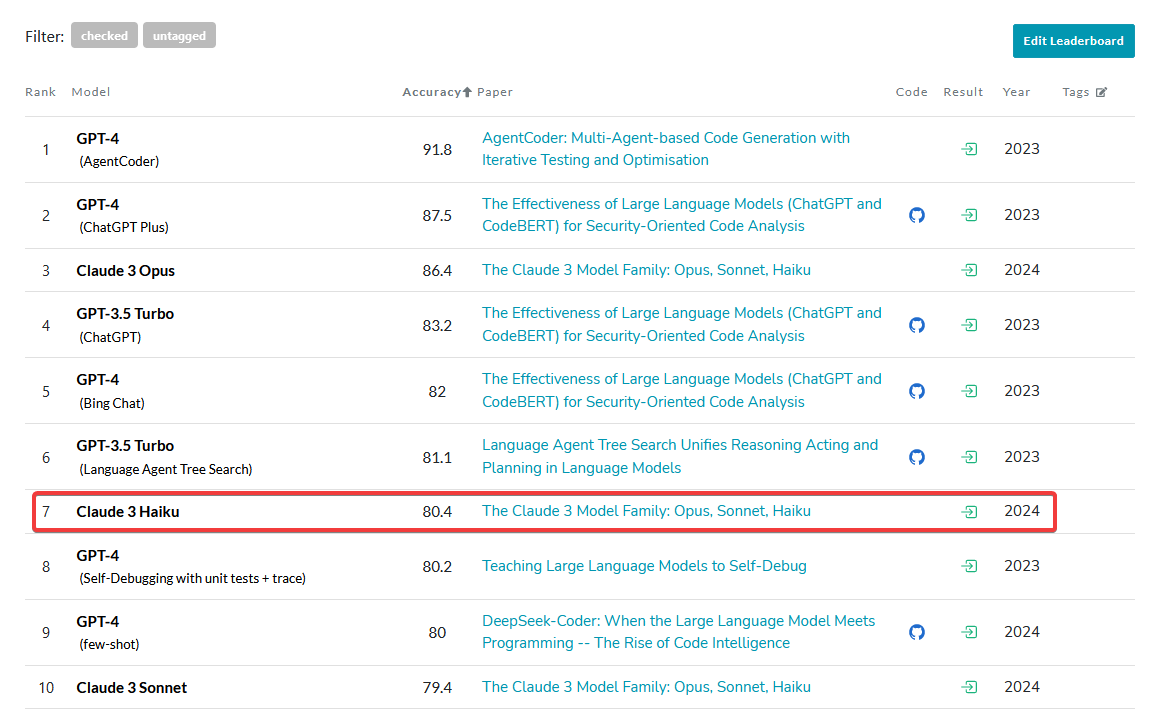 Filter: checked untagged
Edit Leaderboard
Rank Model Accuracy Paper Code Result Year Tags
1 GPT-4 (AgentCoder) 91.8 AgentCoder: Multi-Agent-based Code Generation with
Iterative Testing and Optimisation 2023
2 GPT-4 (ChatGPT Plus) 87.5 The Effectiveness of Large Language Models (ChatGPT and
CodeBERT) for Security-Oriented Code Analysis 2023
3 Claude 3 Opus 86.4 The Claude 3 Model Family: Opus, Sonnet, Haiku 2024
4 GPT-3.5 Turbo (ChatGPT) 83.2 The Effectiveness of Large Language Models (ChatGPT and
CodeBERT) for Security-Oriented Code Analysis 2023
5 GPT-4 (Bing Chat) 82 The Effectiveness of Large Language Models (ChatGPT and
CodeBERT) for Security-Oriented Code Analysis 2023
6 GPT-3.5 Turbo (Language Agent Tree Search) 81.1 Language Agent Tree Search Unifies Reasoning Acting and
Planning in Language Models 2023
7 Claude 3 Haiku 80.4 The Claude 3 Model Family: Opus, Sonnet, Haiku 2024
8 GPT-4 (Self-Debugging with unit tests + trace) 80.2 Teaching Large Language Models to Self-Debug 2023
9 GPT-4 (few-shot) 80 DeepSeek-Coder: When the Large Language Model Meets
Programming -- The Rise of Code Intelligence 2024
10 Claude 3 Sonnet 79.4 The Claude 3 Model Family: Opus, Sonnet, Haiku 2024